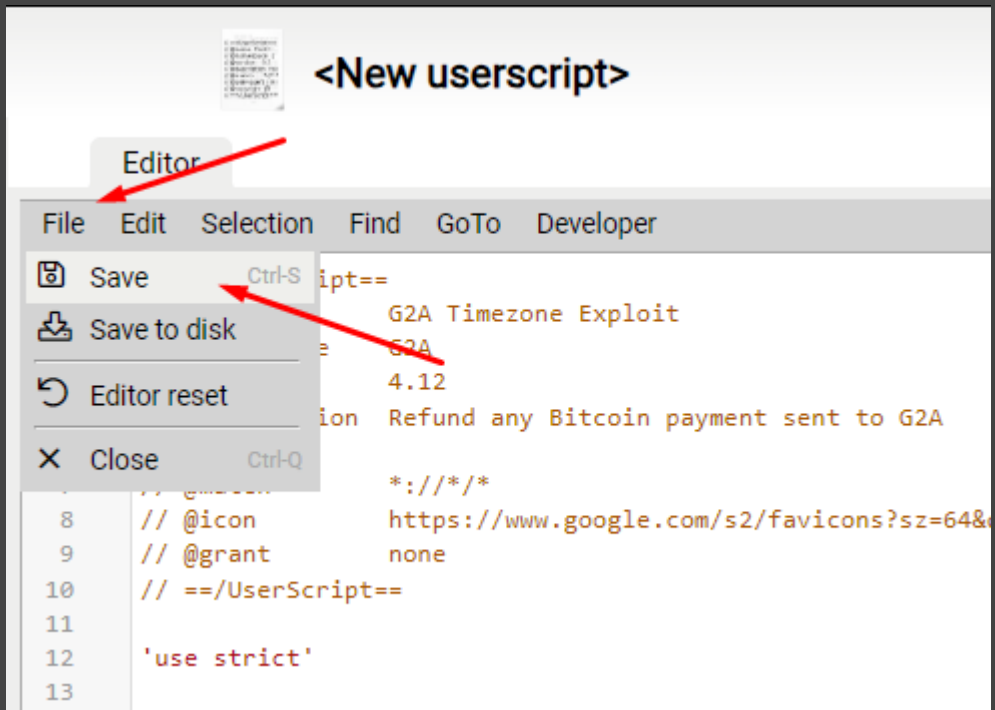 <New userscript>
Editor
File Edit Selection Find GoTo Developer
Save Ctrl-S ipt==
G2A Timezone Exploit
Save to disk
e G2A
4.12
Editor reset
ion Refund any Bitcoin payment sent to G2A
Close Ctrl-Q
*://*/*
8 // @icon https://www.google.com/s2/favicons?sz=64&
9 // @grant none
10 // ==/UserScript==
11
12 'use strict'
13